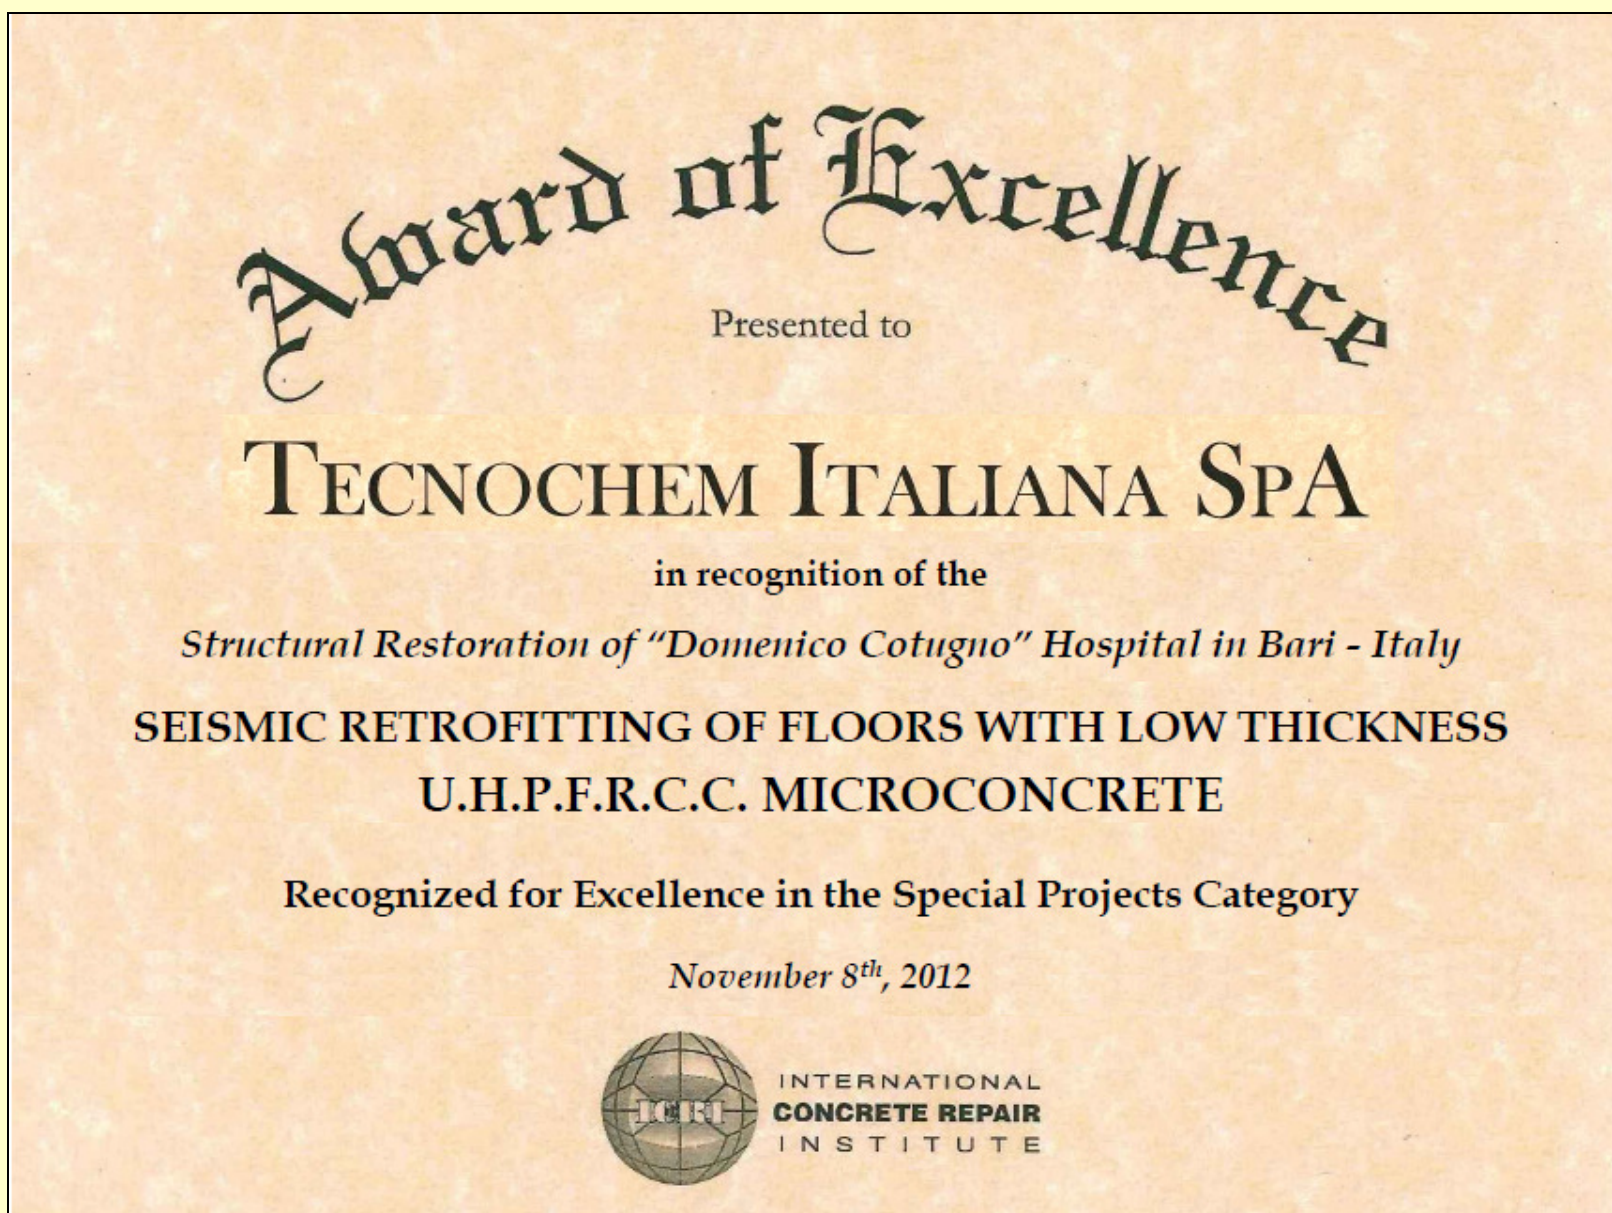 Award of Excellence
Presented to
TECNOCHEM ITALIANA SPA
in recognition of the
Structural Restoration of “Domenico Cotugno” Hospital in Bari - Italy
SEISMIC RETROFITTING OF FLOORS WITH LOW THICKNESS
U.H.P.F.R.C.C. MICROCONCRETE
Recognized for Excellence in the Special Projects Category
November 8th, 2012
ICRI
INTERNATIONAL
CONCRETE REPAIR
INSTITUTE